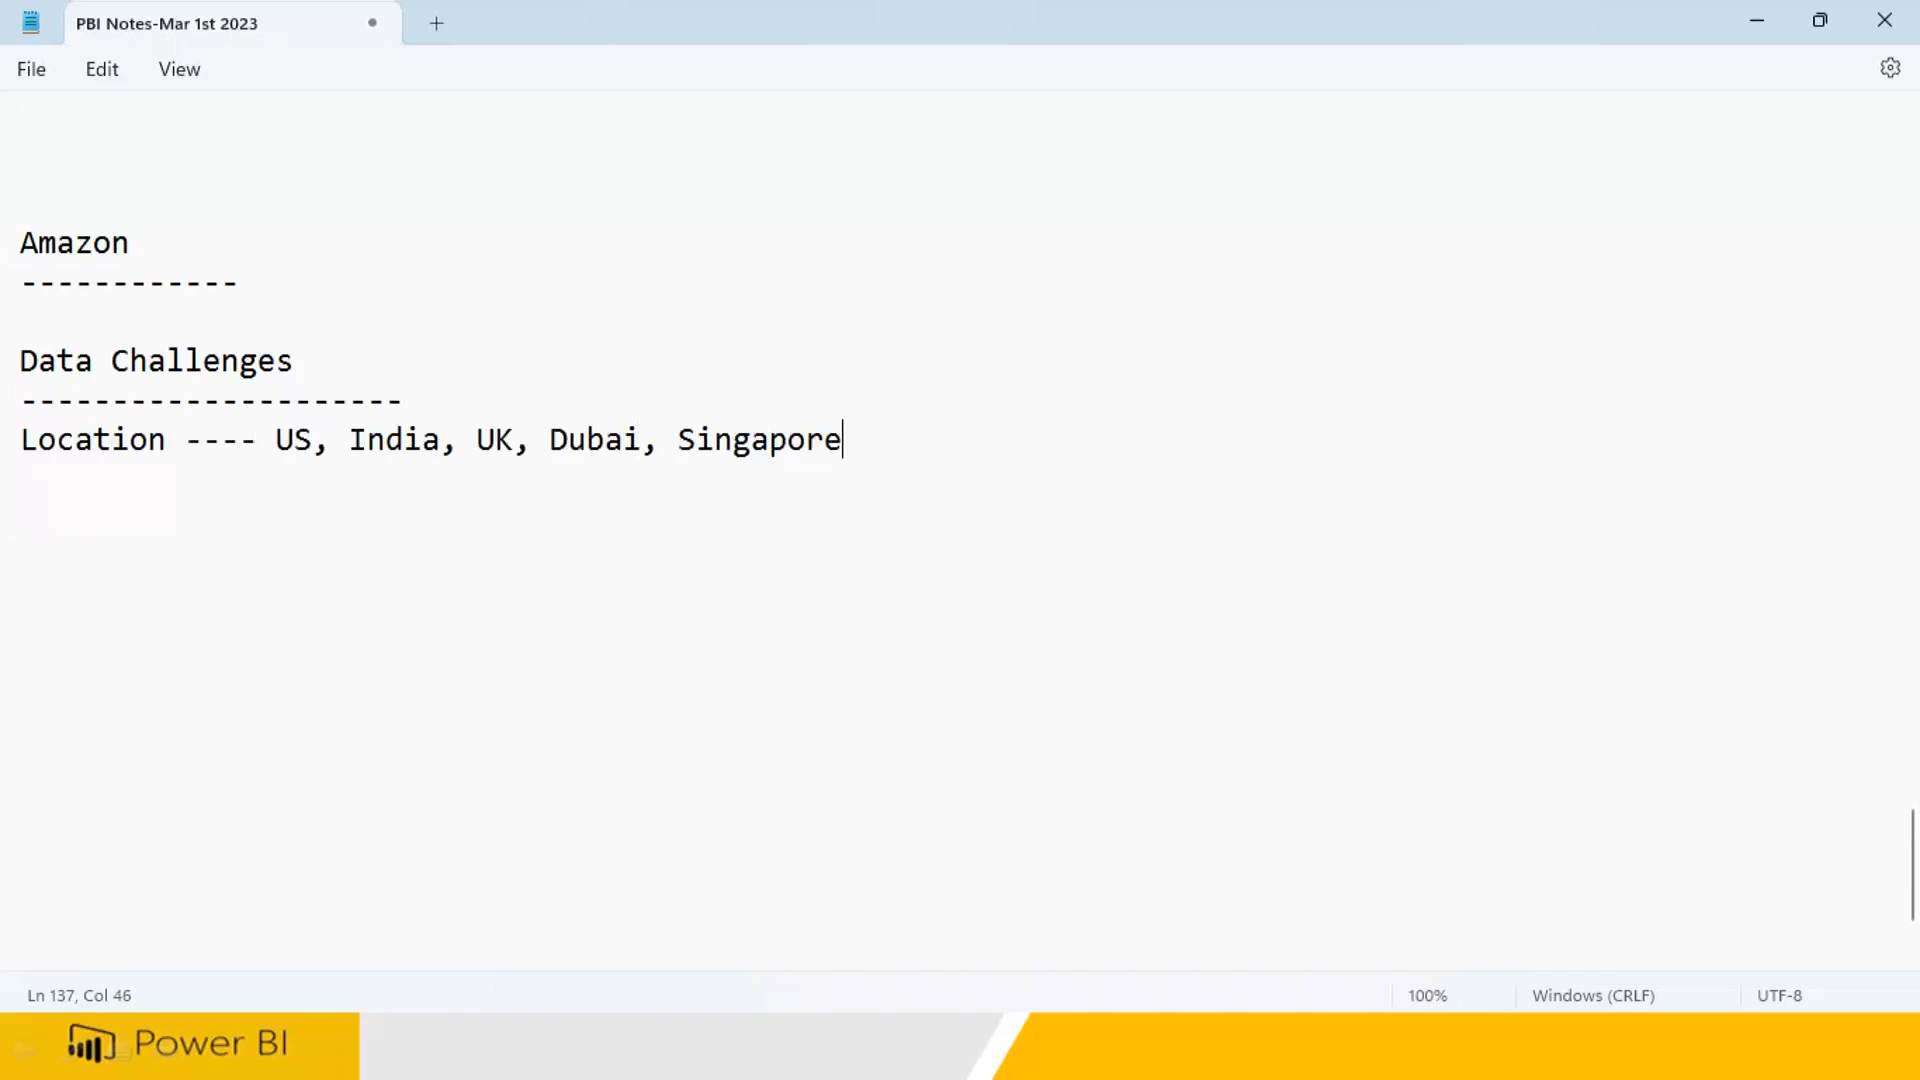 PBI Notes-Mar 1st 2023
File Edit View
Amazon
------------
Data Challenges
---------------------
Location ---- US, India, UK, Dubai, Singapore
Ln 137, Col 46 100% Windows (CRLF) UTF-8
Power BI